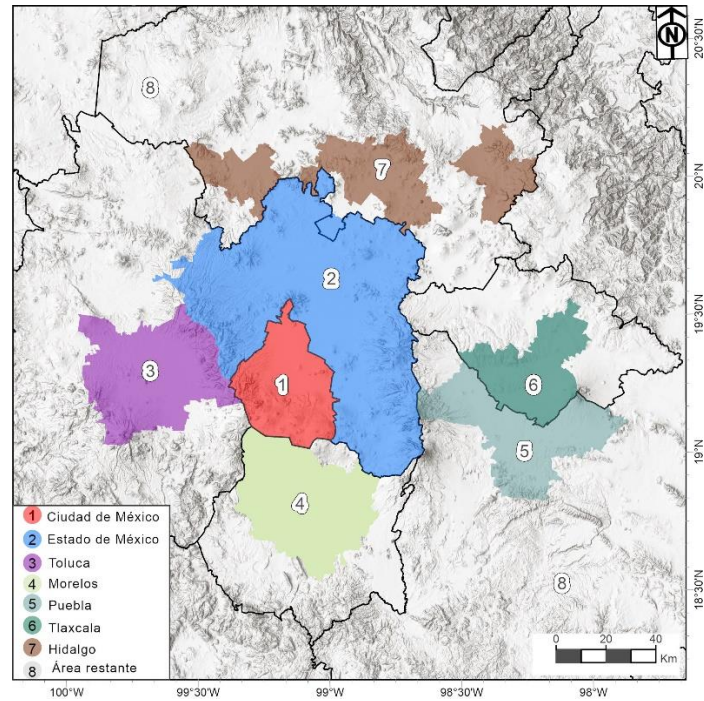 N
20°30'N
8
7
20°N
2
19°30'N
3
1
6
5
19°N
4
1 Ciudad de México
2 Estado de México
3 Toluca
4 Morelos
5 Puebla
6 Tlaxcala
7 Hidalgo
8 Área restante
8
18°30'N
0 20 40
Km
100°W 99°30'W 99°W 98°30'W 98°W